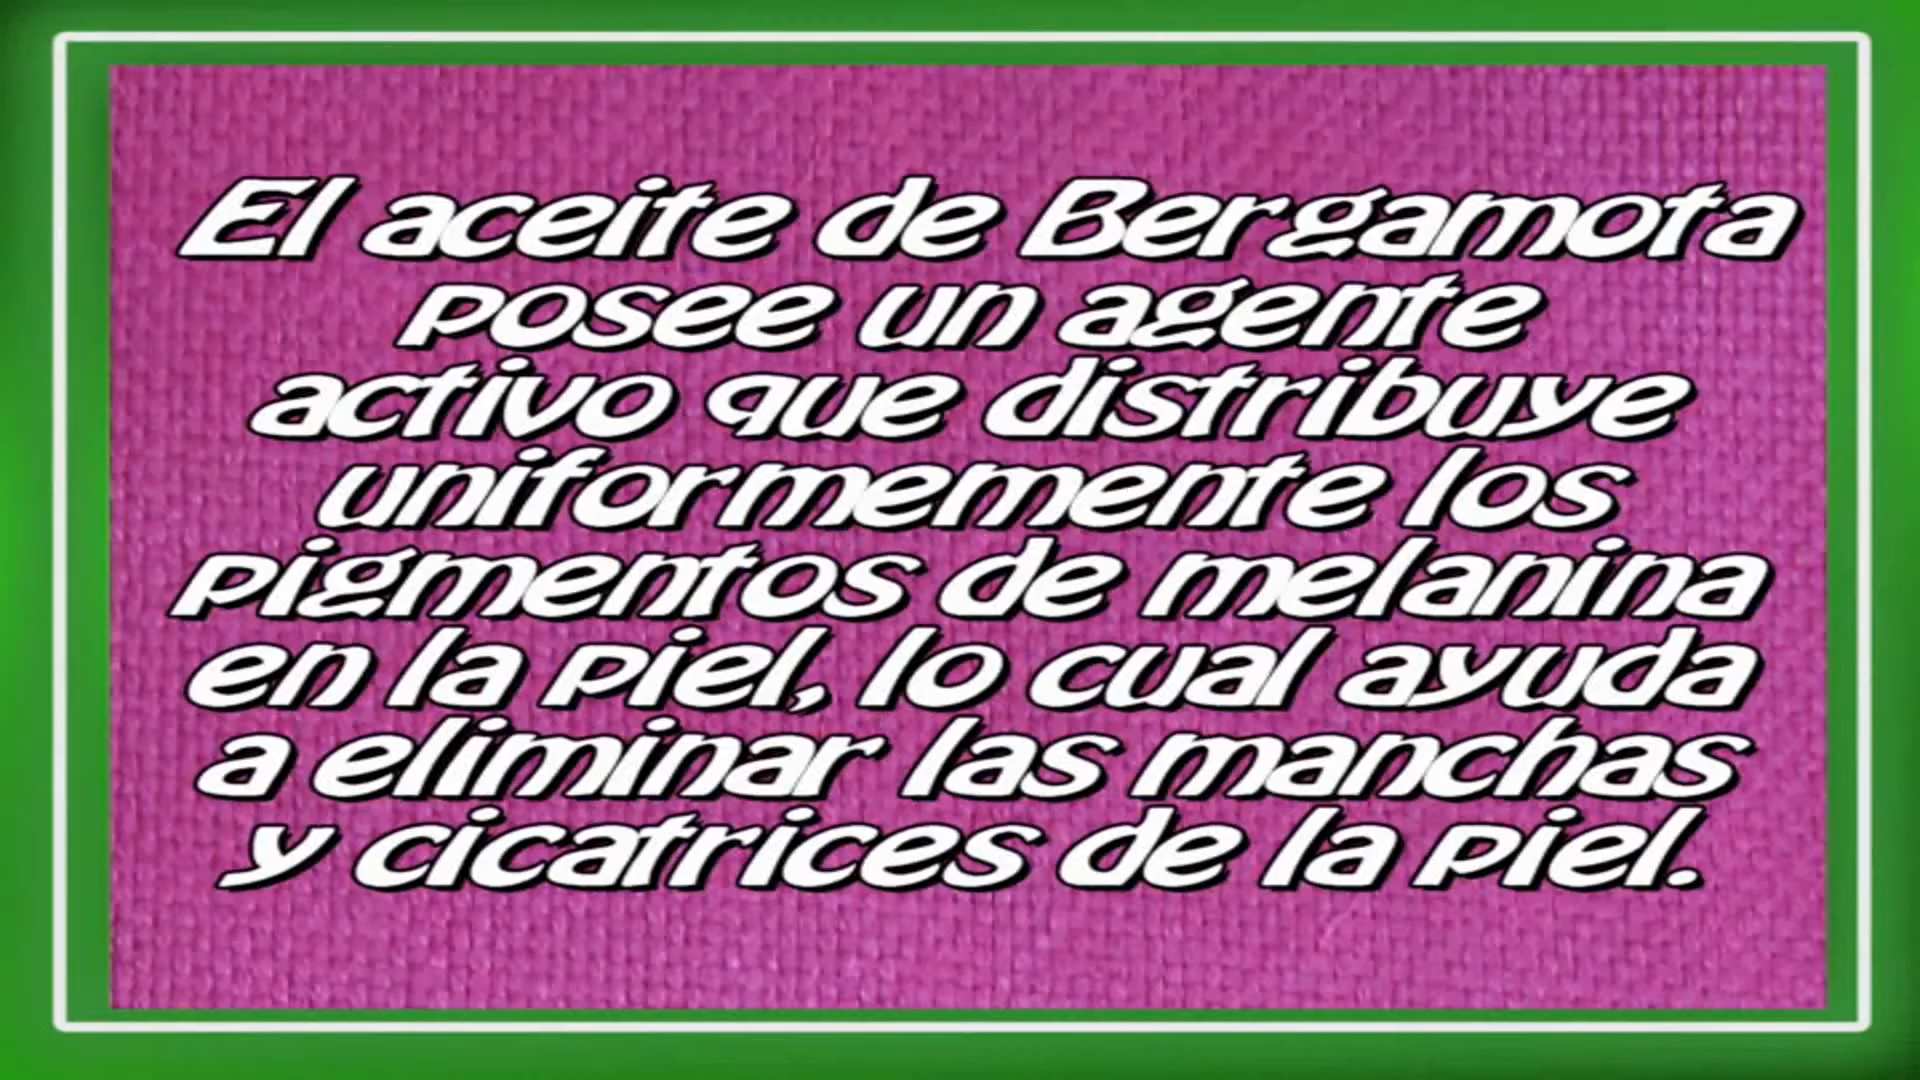 El aceite de Bergamota
posee un agente
activo que distribuye
uniformemente los
pigmentos de melanina
en la piel, lo cual ayuda
a eliminar las manchas
y cicatrices de la piel.